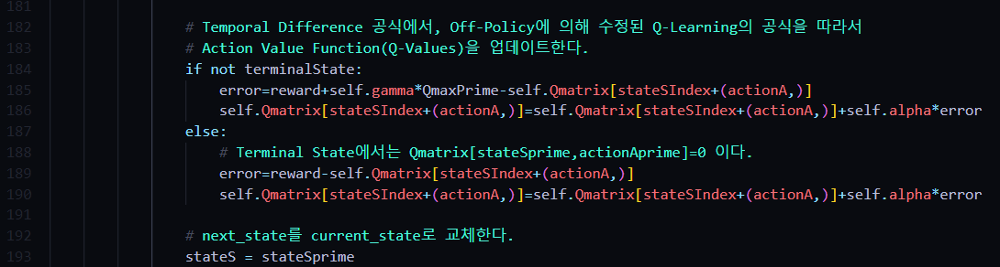 181
182 # Temporal Difference 공식에서, Off-Policy에 의해 수정된 Q-Learning의 공식을 따라서
183 # Action Value Function(Q-Values)을 업데이트한다.
184 if not terminalState:
185 error=reward+self.gamma*QmaxPrime-self.Qmatrix[stateSIndex+(actionA,)]
186 self.Qmatrix[stateSIndex+(actionA,)]=self.Qmatrix[stateSIndex+(actionA,)]+self.alpha*error
187 else:
188 # Terminal State에서는 Qmatrix[stateSprime,actionAprime]=0 이다.
189 error=reward-self.Qmatrix[stateSIndex+(actionA,)]
190 self.Qmatrix[stateSIndex+(actionA,)]=self.Qmatrix[stateSIndex+(actionA,)]+self.alpha*error
191
192 # next_state를 current_state로 교체한다.
193 stateS = stateSprime